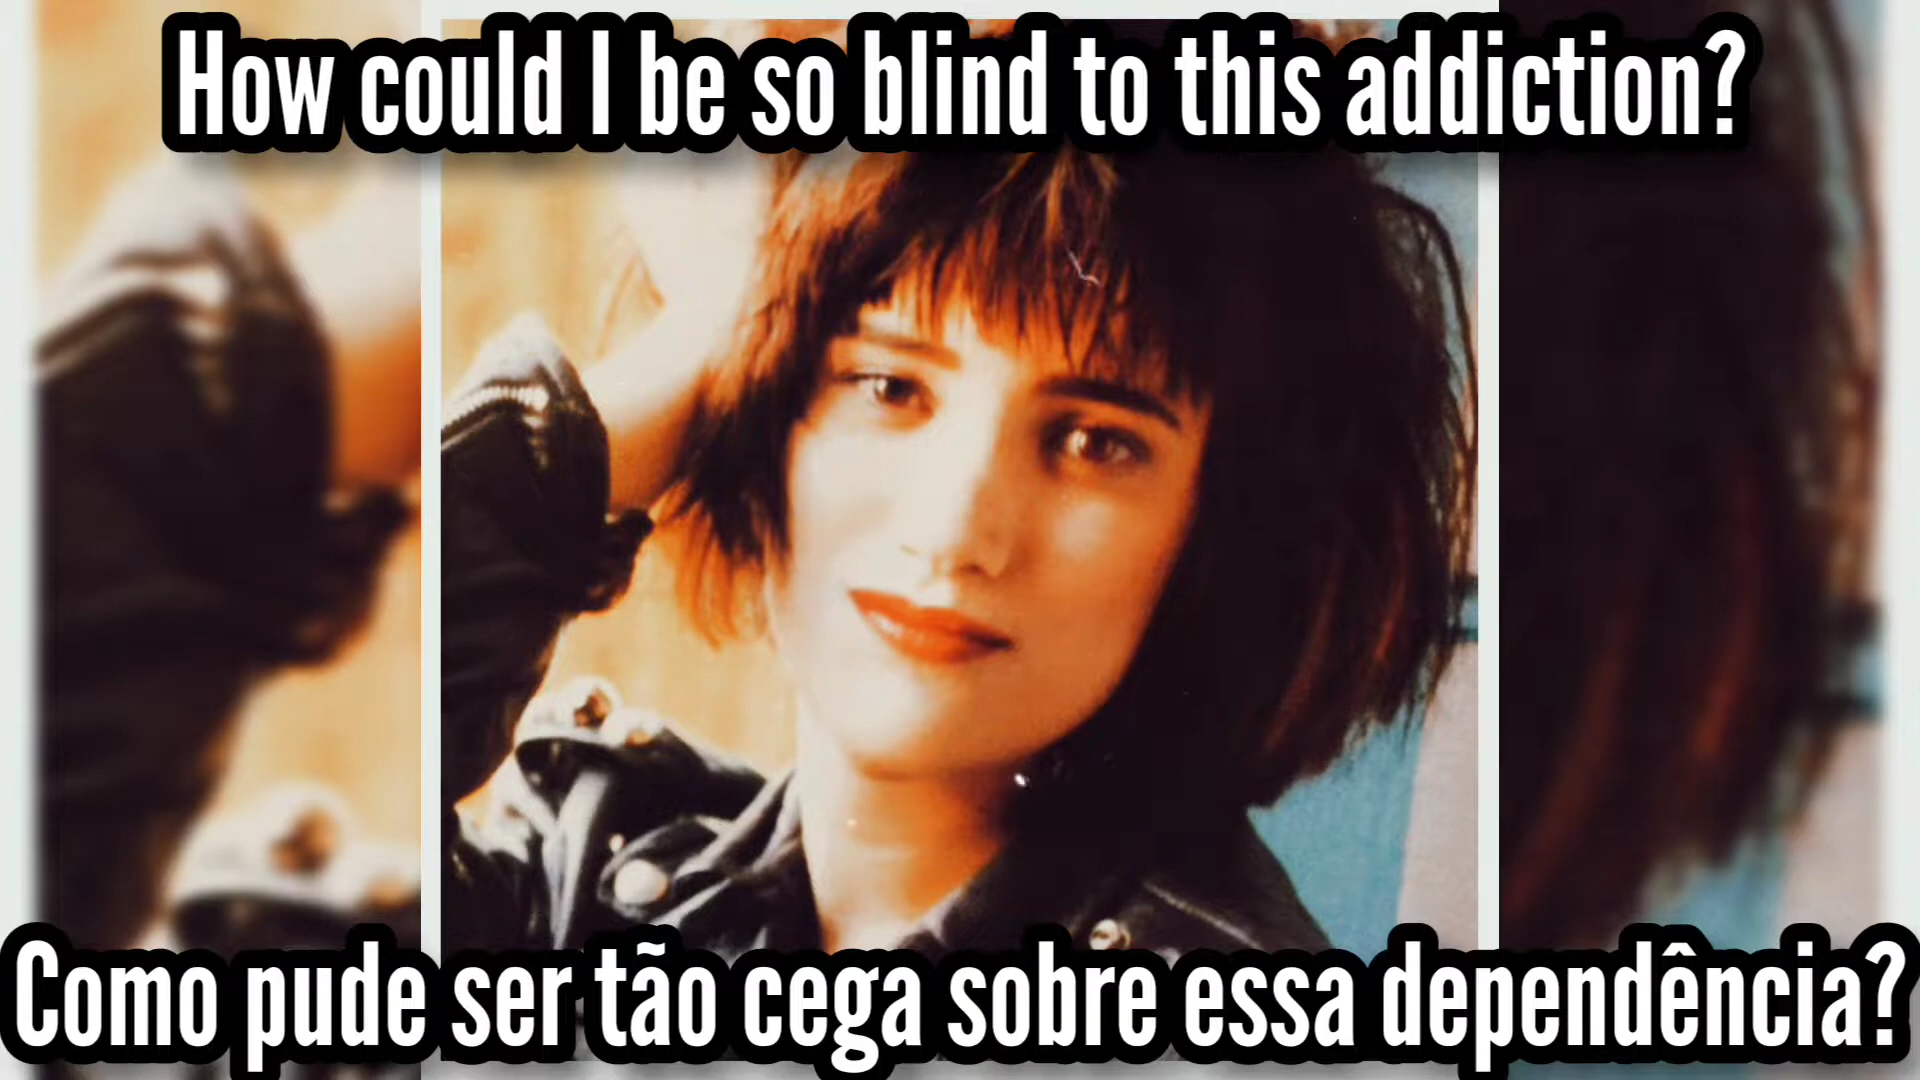 How could I be so blind to this addiction?
Como pude ser tão cega sobre essa dependência?